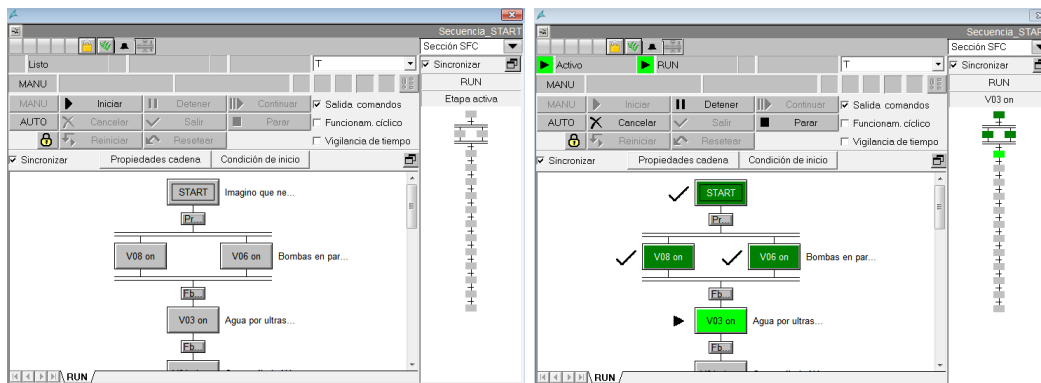 Secuencia_START
Sección SFC
Listo
T
Sincronizar
MANU
RUN
MANU Iniciar Detener Continuar Salida comandos
Etapa activa
AUTO Cancelar Salir Parar Funcionam. cíclico
Reiniciar Resetear Vigilancia de tiempo
Sincronizar Propiedades cadena Condición de inicio
START Imagino que ne...
Pr...
V08 on V06 on Bombas en par...
Fb...
V03 on Agua por ultras...
Fb...
RUN
Secuencia_STAR
Sección SFC
Activo RUN
T
Sincronizar
MANU
RUN
MANU Iniciar Detener Continuar Salida comandos
V03 on
AUTO Cancelar Salir Parar Funcionam. cíclico
Reiniciar Resetear Vigilancia de tiempo
Sincronizar Propiedades cadena Condición de inicio
START
Pr...
V08 on V06 on Bombas en par...
Fb...
V03 on Agua por ultras...
Fb...
RUN